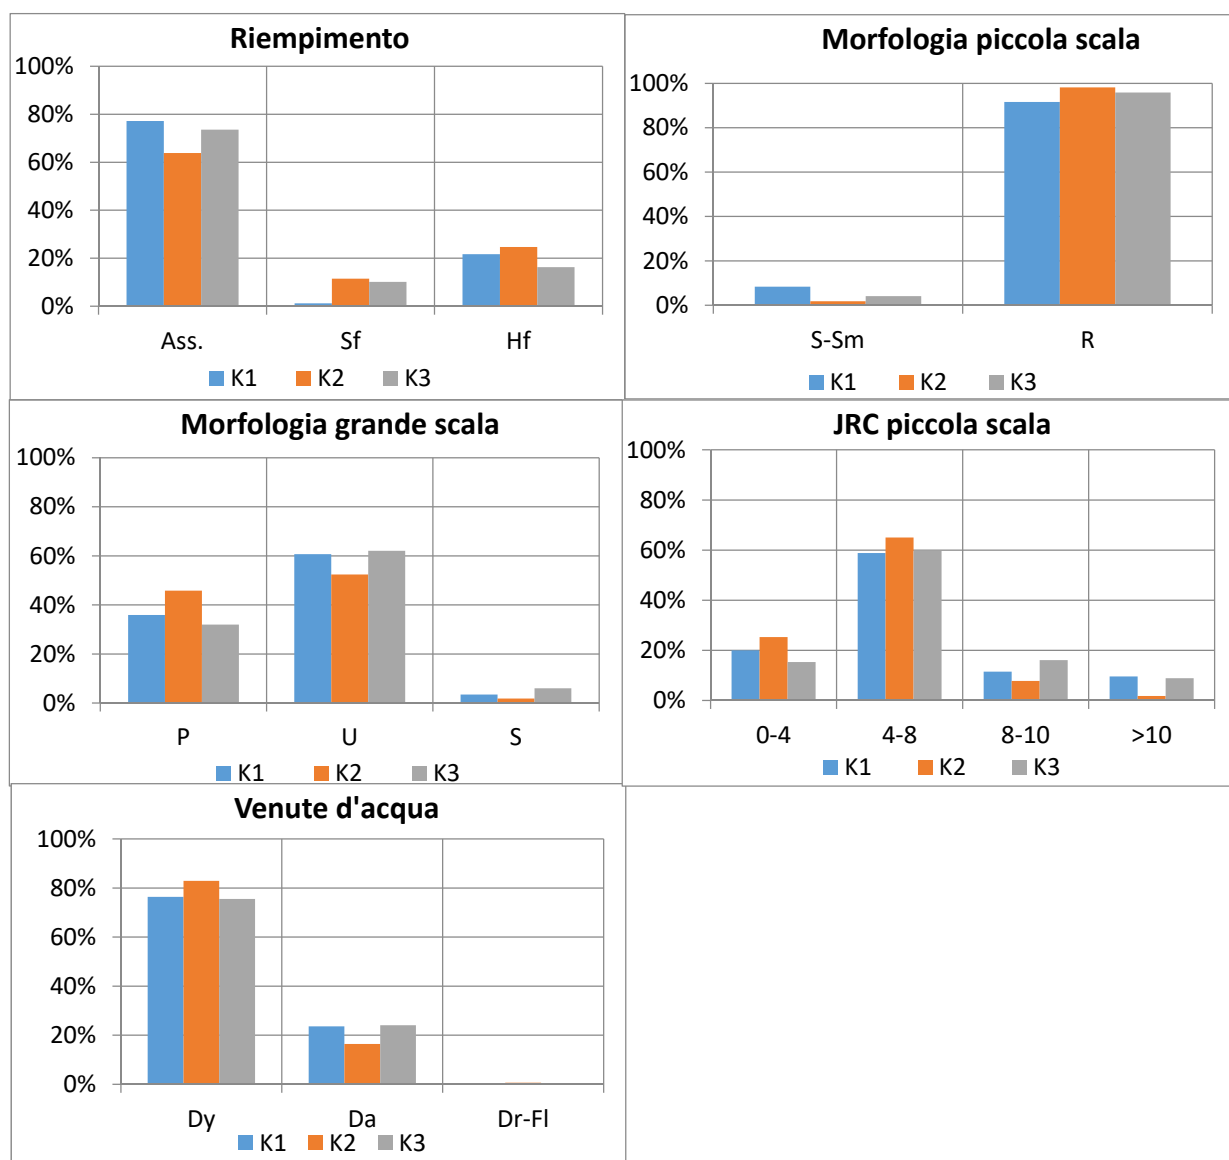 Riempimento
100%
80%
60%
40%
20%
0%
Ass. Sf Hf
K1 K2 K3
Morfologia piccola scala
100%
80%
60%
40%
20%
0%
S-Sm R
K1 K2 K3
Morfologia grande scala
100%
80%
60%
40%
20%
0%
P U S
K1 K2 K3
JRC piccola scala
100%
80%
60%
40%
20%
0%
0-4 4-8 8-10 >10
K1 K2 K3
Venute d'acqua
100%
80%
60%
40%
20%
0%
Dy Da Dr-Fl
K1 K2 K3